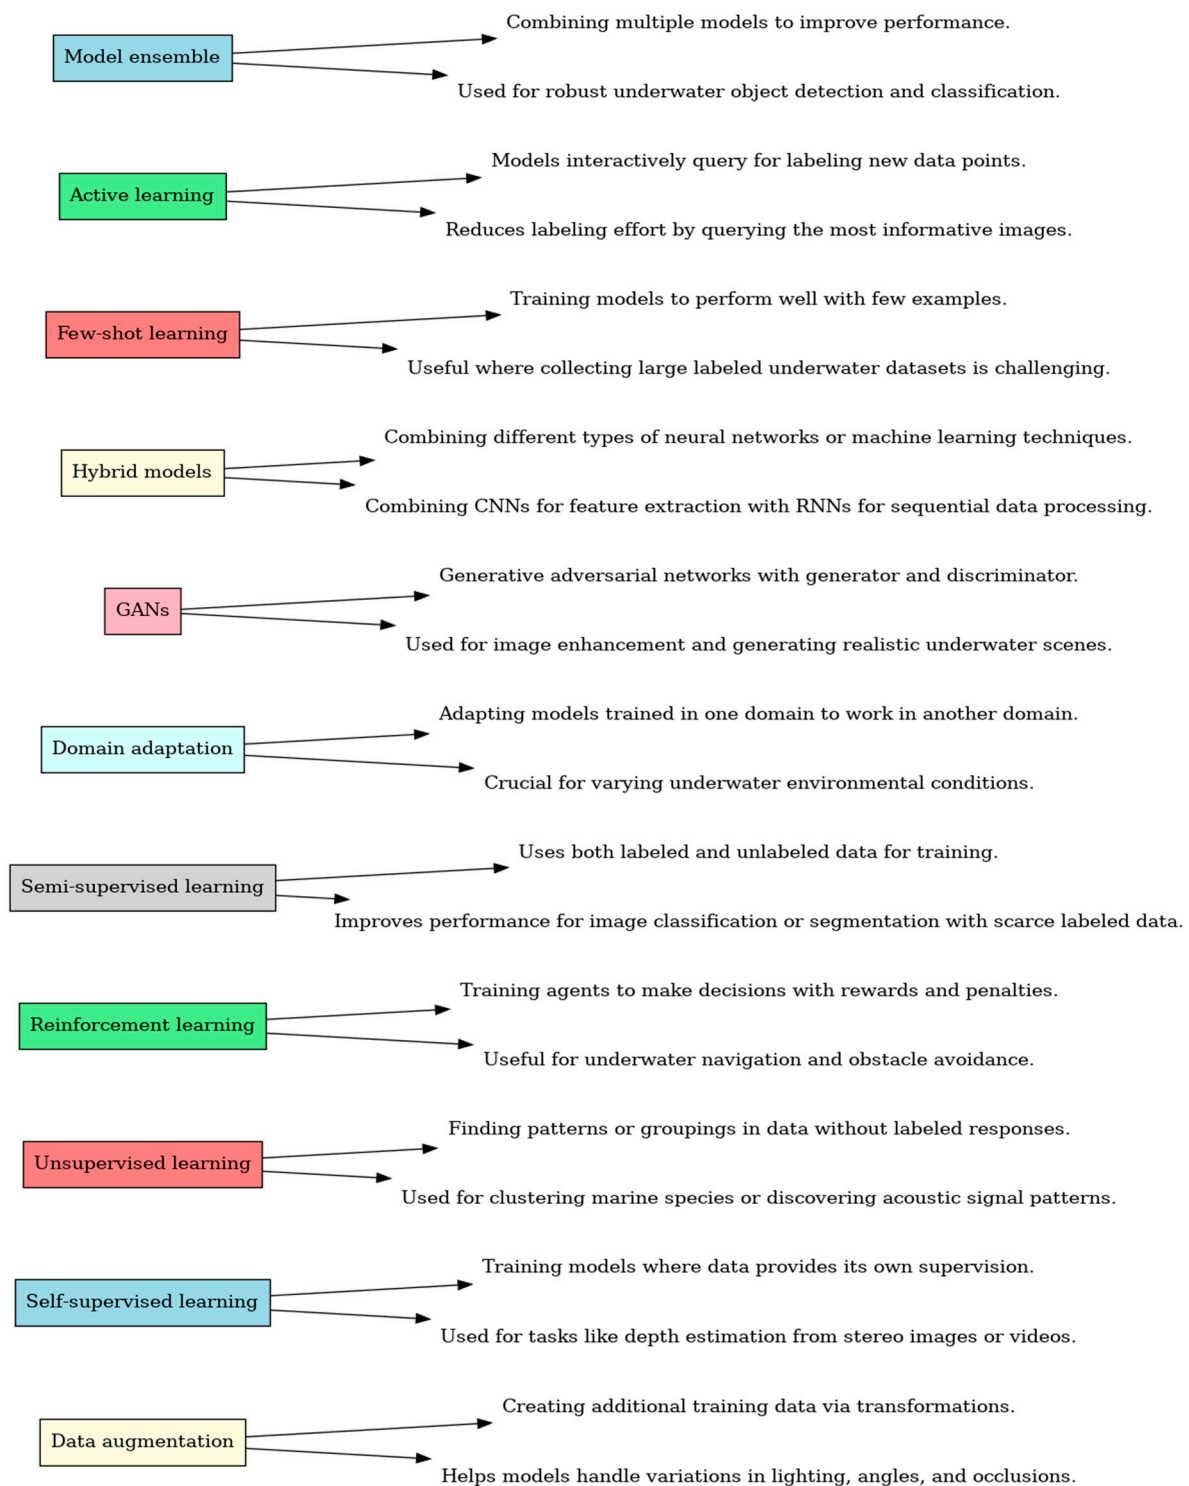 Combining multiple models to improve performance.
Model ensemble
Used for robust underwater object detection and classification.
Models interactively query for labeling new data points.
Active learning
Reduces labeling effort by querying the most informative images.
Training models to perform well with few examples.
Few-shot learning
Useful where collecting large labeled underwater datasets is challenging.
Combining different types of neural networks or machine learning techniques.
Hybrid models
Combining CNNs for feature extraction with RNNs for sequential data processing.
Generative adversarial networks with generator and discriminator.
GANs
Used for image enhancement and generating realistic underwater scenes.
Adapting models trained in one domain to work in another domain.
Domain adaptation
Crucial for varying underwater environmental conditions.
Uses both labeled and unlabeled data for training.
Semi-supervised learning
Improves performance for image classification or segmentation with scarce labeled data.
Training agents to make decisions with rewards and penalties.
Reinforcement learning
Useful for underwater navigation and obstacle avoidance.
Finding patterns or groupings in data without labeled responses.
Unsupervised learning
Used for clustering marine species or discovering acoustic signal patterns.
Training models where data provides its own supervision.
Self-supervised learning
Used for tasks like depth estimation from stereo images or videos.
Creating additional training data via transformations.
Data augmentation
Helps models handle variations in lighting, angles, and occlusions.